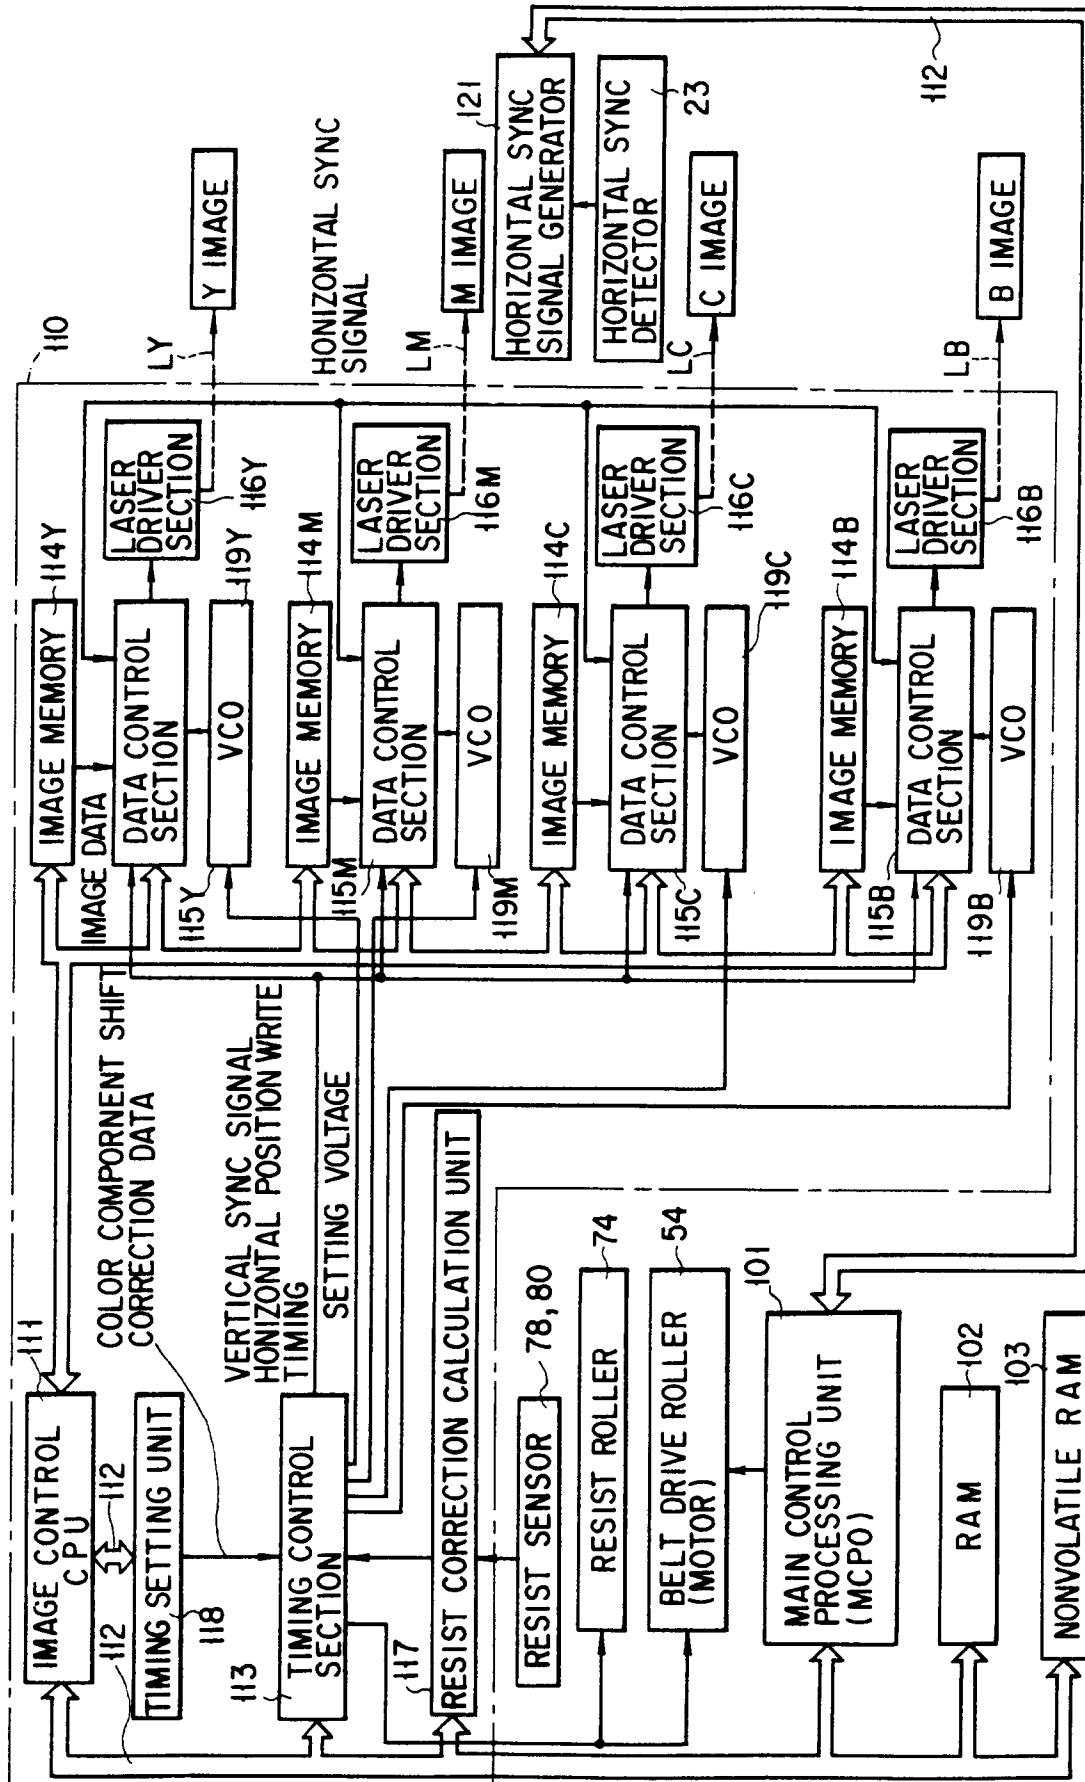 110
IMAGE CONTROL
CPU
111
112
112
TIMING SETTING UNIT
118
112
COLOR COMPORNENT SHIFT
CORRECTION DATA
TIMING CONTROL
SECTION
113
VERTICAL SYNC SIGNAL
HORIZONTAL POSITION WRITE
TIMING
SETTING VOLTAGE
RESIST CORRECTION CALCULATION UNIT
117
RESIST SENSOR
78,80
RESIST ROLLER
74
BELT DRIVE ROLLER
(MOTOR)
54
MAIN CONTROL
PROCESSING UNIT
(MCPO)
101
RAM
102
NONVOLATILE RAM
103
IMAGE MEMORY
114Y
IMAGE DATA
DATA CONTROL
SECTION
115Y
VCO
119Y
LASER
DRIVER
SECTION
116Y
LY
Y IMAGE
HONIZONTAL SYNC
SIGNAL
IMAGE MEMORY
114M
DATA CONTROL
SECTION
115M
VCO
119M
LASER
DRIVER
SECTION
116M
LM
M IMAGE
HORIZONTAL SYNC
SIGNAL GENERATOR
121
HORIZONTAL SYNC
DETECTOR
23
IMAGE MEMORY
114C
DATA CONTROL
SECTION
115C
VCO
119C
LASER
DRIVER
SECTION
116C
LC
C IMAGE
IMAGE MEMORY
114B
DATA CONTROL
SECTION
115B
VCO
119B
LASER
DRIVER
SECTION
116B
LB
B IMAGE
112